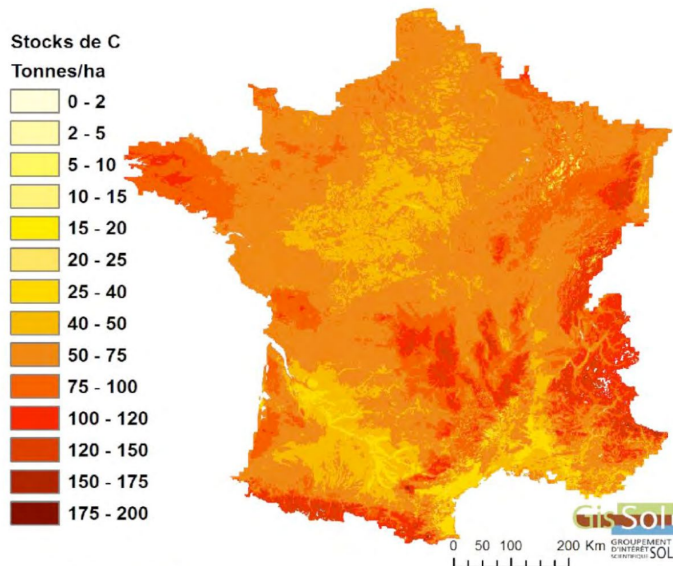 Stocks de C
Tonnes/ha
0 - 2
2 - 5
5 - 10
10 - 15
15 - 20
20 - 25
25 - 40
40 - 50
50 - 75
75 - 100
100 - 120
120 - 150
150 - 175
175 - 200
0 50 100 200 Km
Gis Sol
GROUPEMENT
D'INTÉRÊT
SCIENTIFIQUE SOL